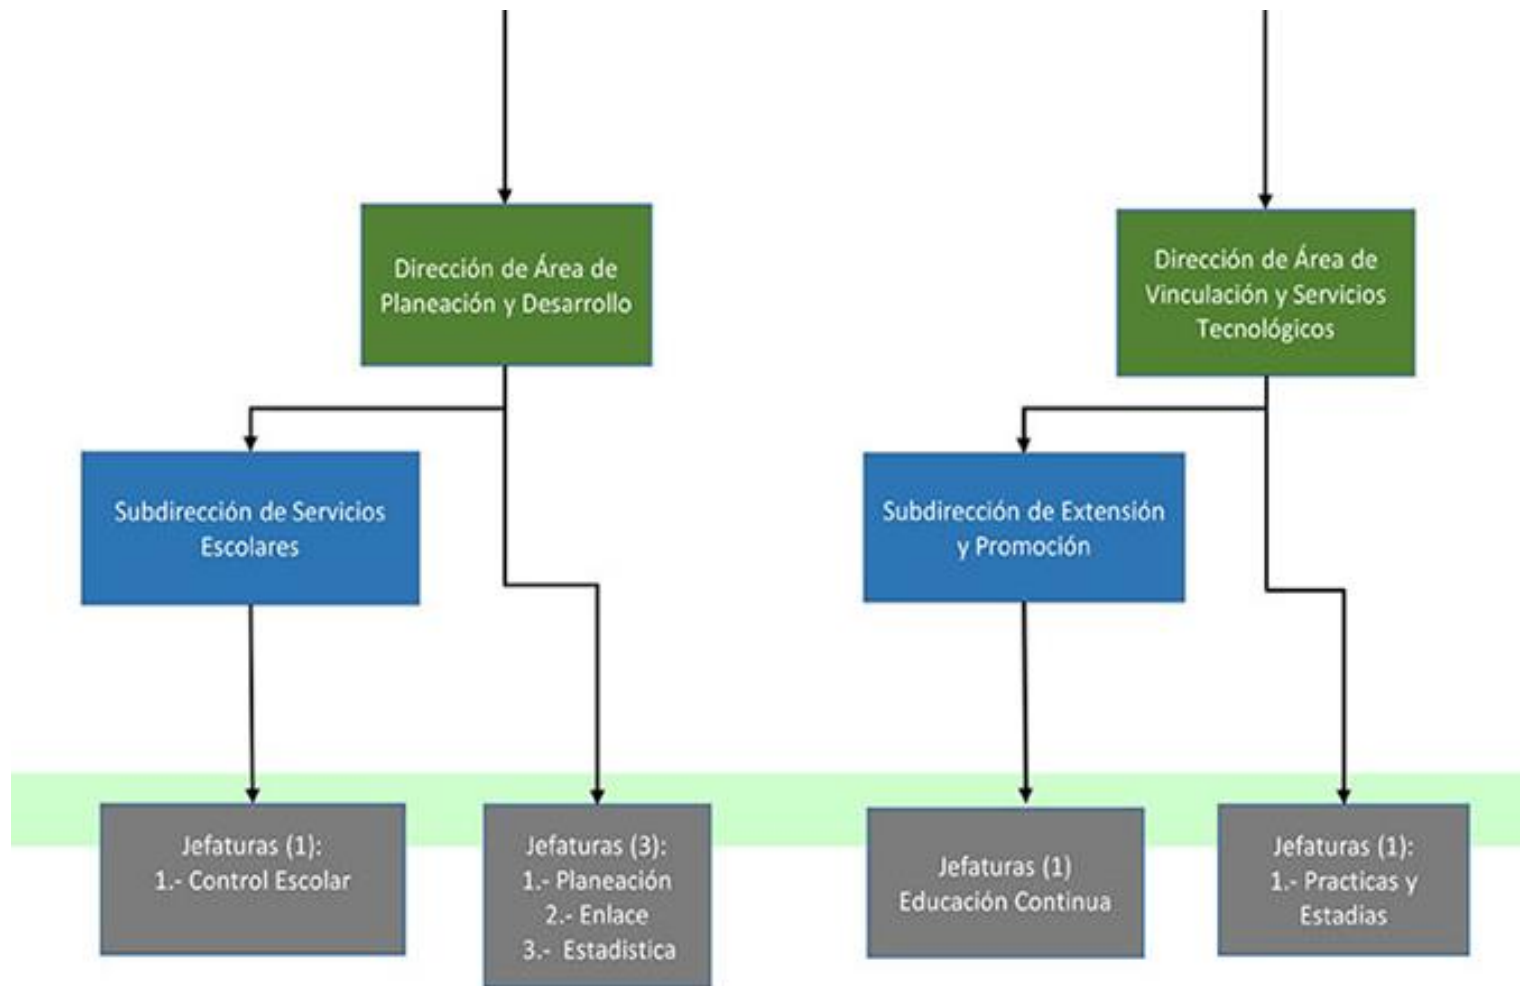 Dirección de Área de
Planeación y Desarrollo
Dirección de Área de
Vinculación y Servicios
Tecnológicos
Subdirección de Servicios
Escolares
Subdirección de Extensión
y Promoción
Jefaturas (1):
1.- Control Escolar
Jefaturas (3):
1.- Planeación
2.- Enlace
3.- Estadistica
Jefaturas (1)
Educación Continua
Jefaturas (1):
1.- Practicas y
Estadias